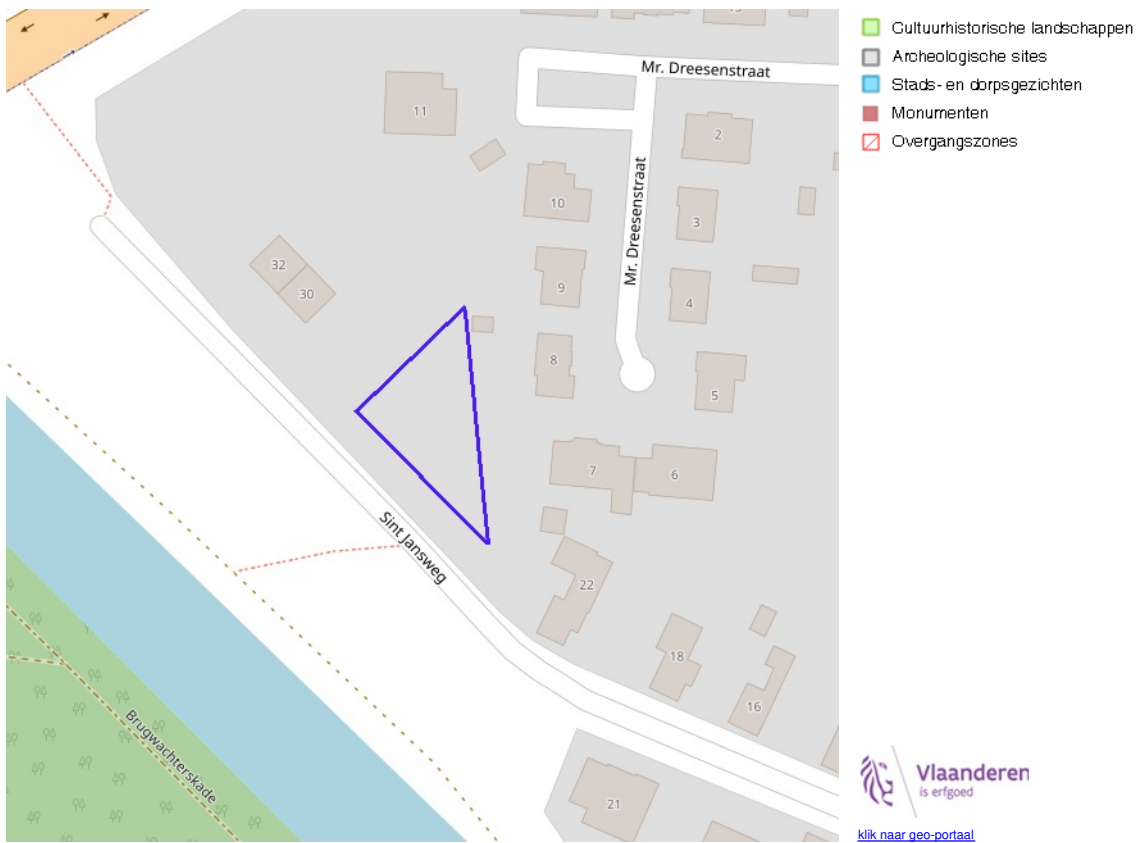 Mr. Dreesenstraat
11
2
Mr. Dreesenstraat
10
3
32
30
9
4
8
5
7
6
Sint Jansweg
22
18
16
Brugwachterskade
21
Cultuurhistorische landschappen
Archeologische sites
Stads- en dorpsgezichten
Monumenten
Overgangszones
Vlaanderen
is erfgoed
klik naar geo-portaal